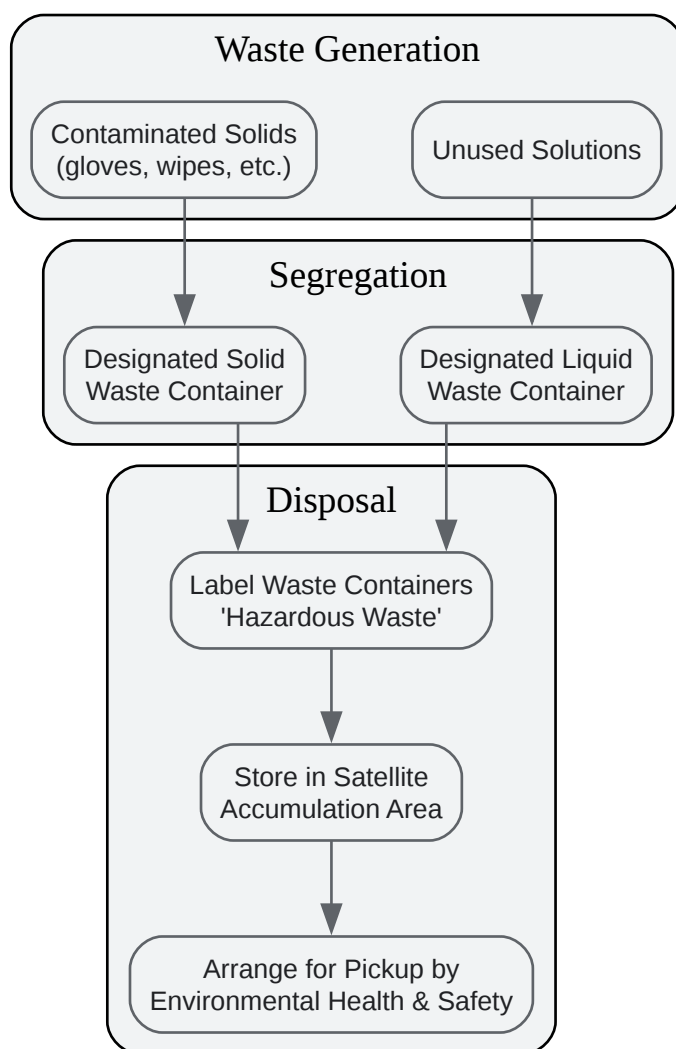 Waste Generation
Contaminated Solids
(gloves, wipes, etc.)
Unused Solutions
Segregation
Designated Solid
Waste Container
Designated Liquid
Waste Container
Disposal
Label Waste Containers
'Hazardous Waste'
Store in Satellite
Accumulation Area
Arrange for Pickup by
Environmental Health & Safety